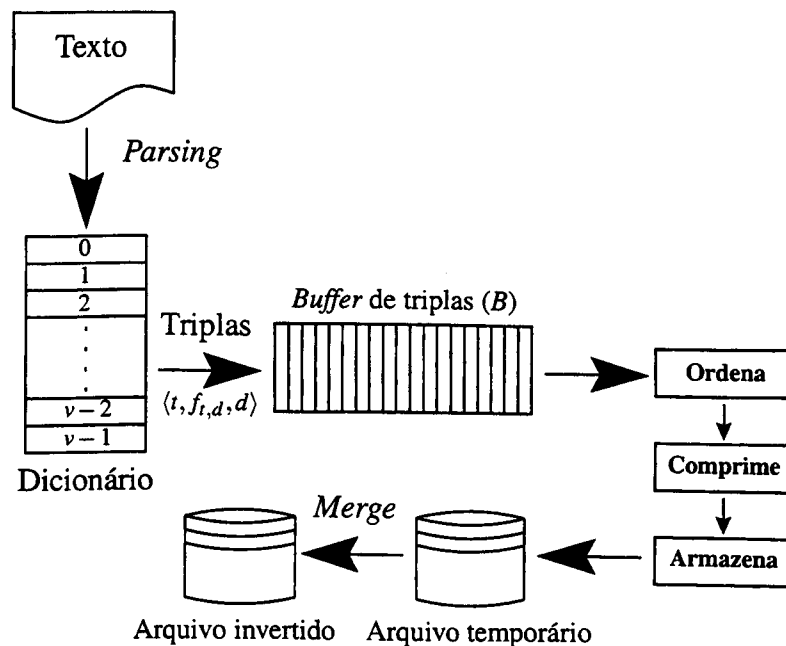 Texto
Parsing
0
1
2
Buffer de triplas (B)
Triplas
⟨t, f_{t,d}, d⟩
Ordena
v – 2
v – 1
Comprime
Dicionário
Merge
Armazena
Arquivo invertido
Arquivo temporário